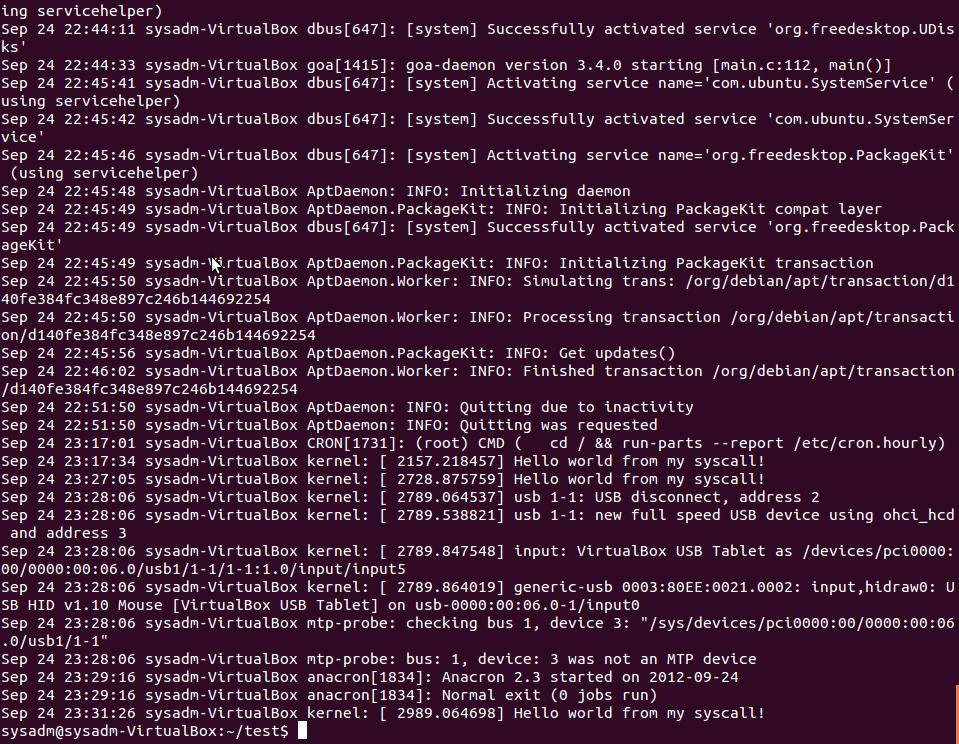 ing servicehelper)
Sep 24 22:44:11 sysadm-VirtualBox dbus[647]: [system] Successfully activated service 'org.freedesktop.UDis
ks'
Sep 24 22:44:33 sysadm-VirtualBox goa[1415]: goa-daemon version 3.4.0 starting [main.c:112, main()]
Sep 24 22:45:41 sysadm-VirtualBox dbus[647]: [system] Activating service name='com.ubuntu.SystemService' (
using servicehelper)
Sep 24 22:45:42 sysadm-VirtualBox dbus[647]: [system] Successfully activated service 'com.ubuntu.SystemSer
vice'
Sep 24 22:45:46 sysadm-VirtualBox dbus[647]: [system] Activating service name='org.freedesktop.PackageKit'
 (using servicehelper)
Sep 24 22:45:48 sysadm-VirtualBox AptDaemon: INFO: Initializing daemon
Sep 24 22:45:49 sysadm-VirtualBox AptDaemon.PackageKit: INFO: Initializing PackageKit compat layer
Sep 24 22:45:49 sysadm-VirtualBox dbus[647]: [system] Successfully activated service 'org.freedesktop.Pack
ageKit'
Sep 24 22:45:49 sysadm-VirtualBox AptDaemon.PackageKit: INFO: Initializing PackageKit transaction
Sep 24 22:45:50 sysadm-VirtualBox AptDaemon.Worker: INFO: Simulating trans: /org/debian/apt/transaction/d1
40fe384fc348e897c246b144692254
Sep 24 22:45:50 sysadm-VirtualBox AptDaemon.Worker: INFO: Processing transaction /org/debian/apt/transacti
on/d140fe384fc348e897c246b144692254
Sep 24 22:45:56 sysadm-VirtualBox AptDaemon.PackageKit: INFO: Get updates()
Sep 24 22:46:02 sysadm-VirtualBox AptDaemon.Worker: INFO: Finished transaction /org/debian/apt/transaction
/d140fe384fc348e897c246b144692254
Sep 24 22:51:50 sysadm-VirtualBox AptDaemon: INFO: Quitting due to inactivity
Sep 24 22:51:50 sysadm-VirtualBox AptDaemon: INFO: Quitting was requested
Sep 24 23:17:01 sysadm-VirtualBox CRON[1731]: (root) CMD (   cd / && run-parts --report /etc/cron.hourly)
Sep 24 23:17:34 sysadm-VirtualBox kernel: [ 2157.218457] Hello world from my syscall!
Sep 24 23:27:05 sysadm-VirtualBox kernel: [ 2728.875759] Hello world from my syscall!
Sep 24 23:28:06 sysadm-VirtualBox kernel: [ 2789.064537] usb 1-1: USB disconnect, address 2
Sep 24 23:28:06 sysadm-VirtualBox kernel: [ 2789.538821] usb 1-1: new full speed USB device using ohci_hcd
 and address 3
Sep 24 23:28:06 sysadm-VirtualBox kernel: [ 2789.847548] input: VirtualBox USB Tablet as /devices/pci0000:
00/0000:00:06.0/usb1/1-1/1-1:1.0/input/input5
Sep 24 23:28:06 sysadm-VirtualBox kernel: [ 2789.864019] generic-usb 0003:80EE:0021.0002: input,hidraw0: U
SB HID v1.10 Mouse [VirtualBox USB Tablet] on usb-0000:00:06.0-1/input0
Sep 24 23:28:06 sysadm-VirtualBox mtp-probe: checking bus 1, device 3: "/sys/devices/pci0000:00/0000:00:06
.0/usb1/1-1"
Sep 24 23:28:06 sysadm-VirtualBox mtp-probe: bus: 1, device: 3 was not an MTP device
Sep 24 23:29:16 sysadm-VirtualBox anacron[1834]: Anacron 2.3 started on 2012-09-24
Sep 24 23:29:16 sysadm-VirtualBox anacron[1834]: Normal exit (0 jobs run)
Sep 24 23:31:26 sysadm-VirtualBox kernel: [ 2989.064698] Hello world from my syscall!
sysadm@sysadm-VirtualBox:~/test$